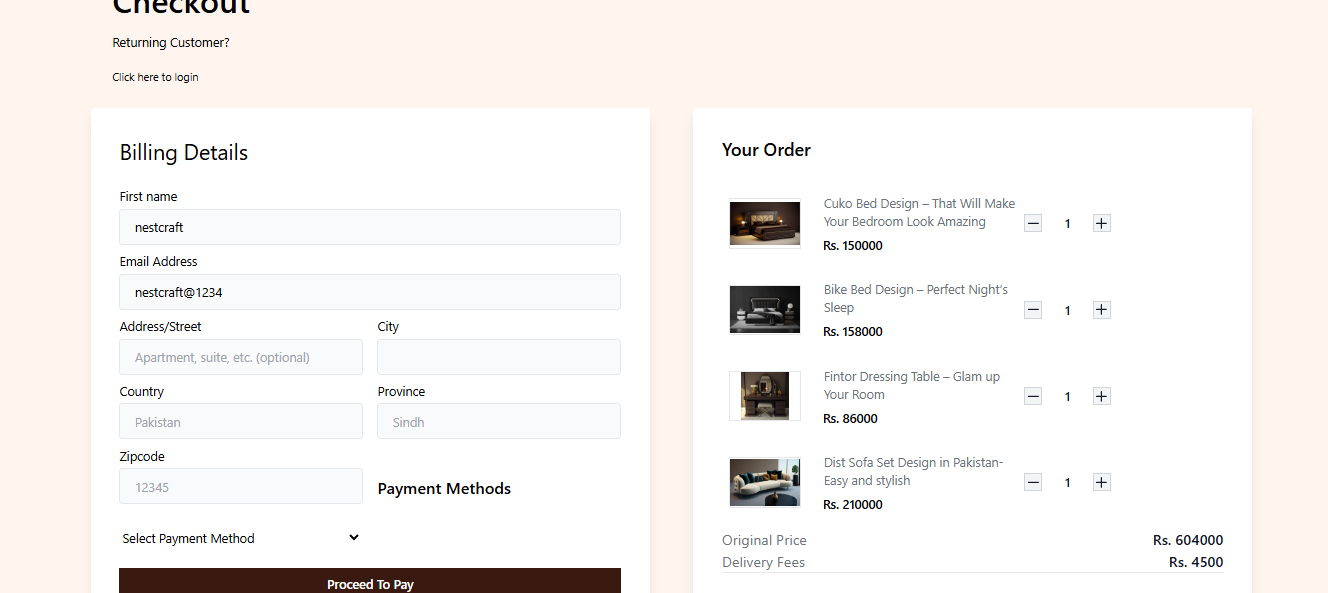 Checkout
Returning Customer?
Click here to login
Billing Details
First name
nestcraft
Email Address
nestcraft@1234
Address/Street
City
Apartment, suite, etc. (optional)
Country
Province
Pakistan
Sindh
Zipcode
12345
Payment Methods
Select Payment Method
Proceed To Pay
Your Order
Cuko Bed Design – That Will Make
Your Bedroom Look Amazing
Rs. 150000
1
Bike Bed Design – Perfect Night's
Sleep
Rs. 158000
1
Fintor Dressing Table – Glam up
Your Room
Rs. 86000
1
Dist Sofa Set Design in Pakistan-
Easy and stylish
Rs. 210000
1
Original Price Rs. 604000
Delivery Fees Rs. 4500